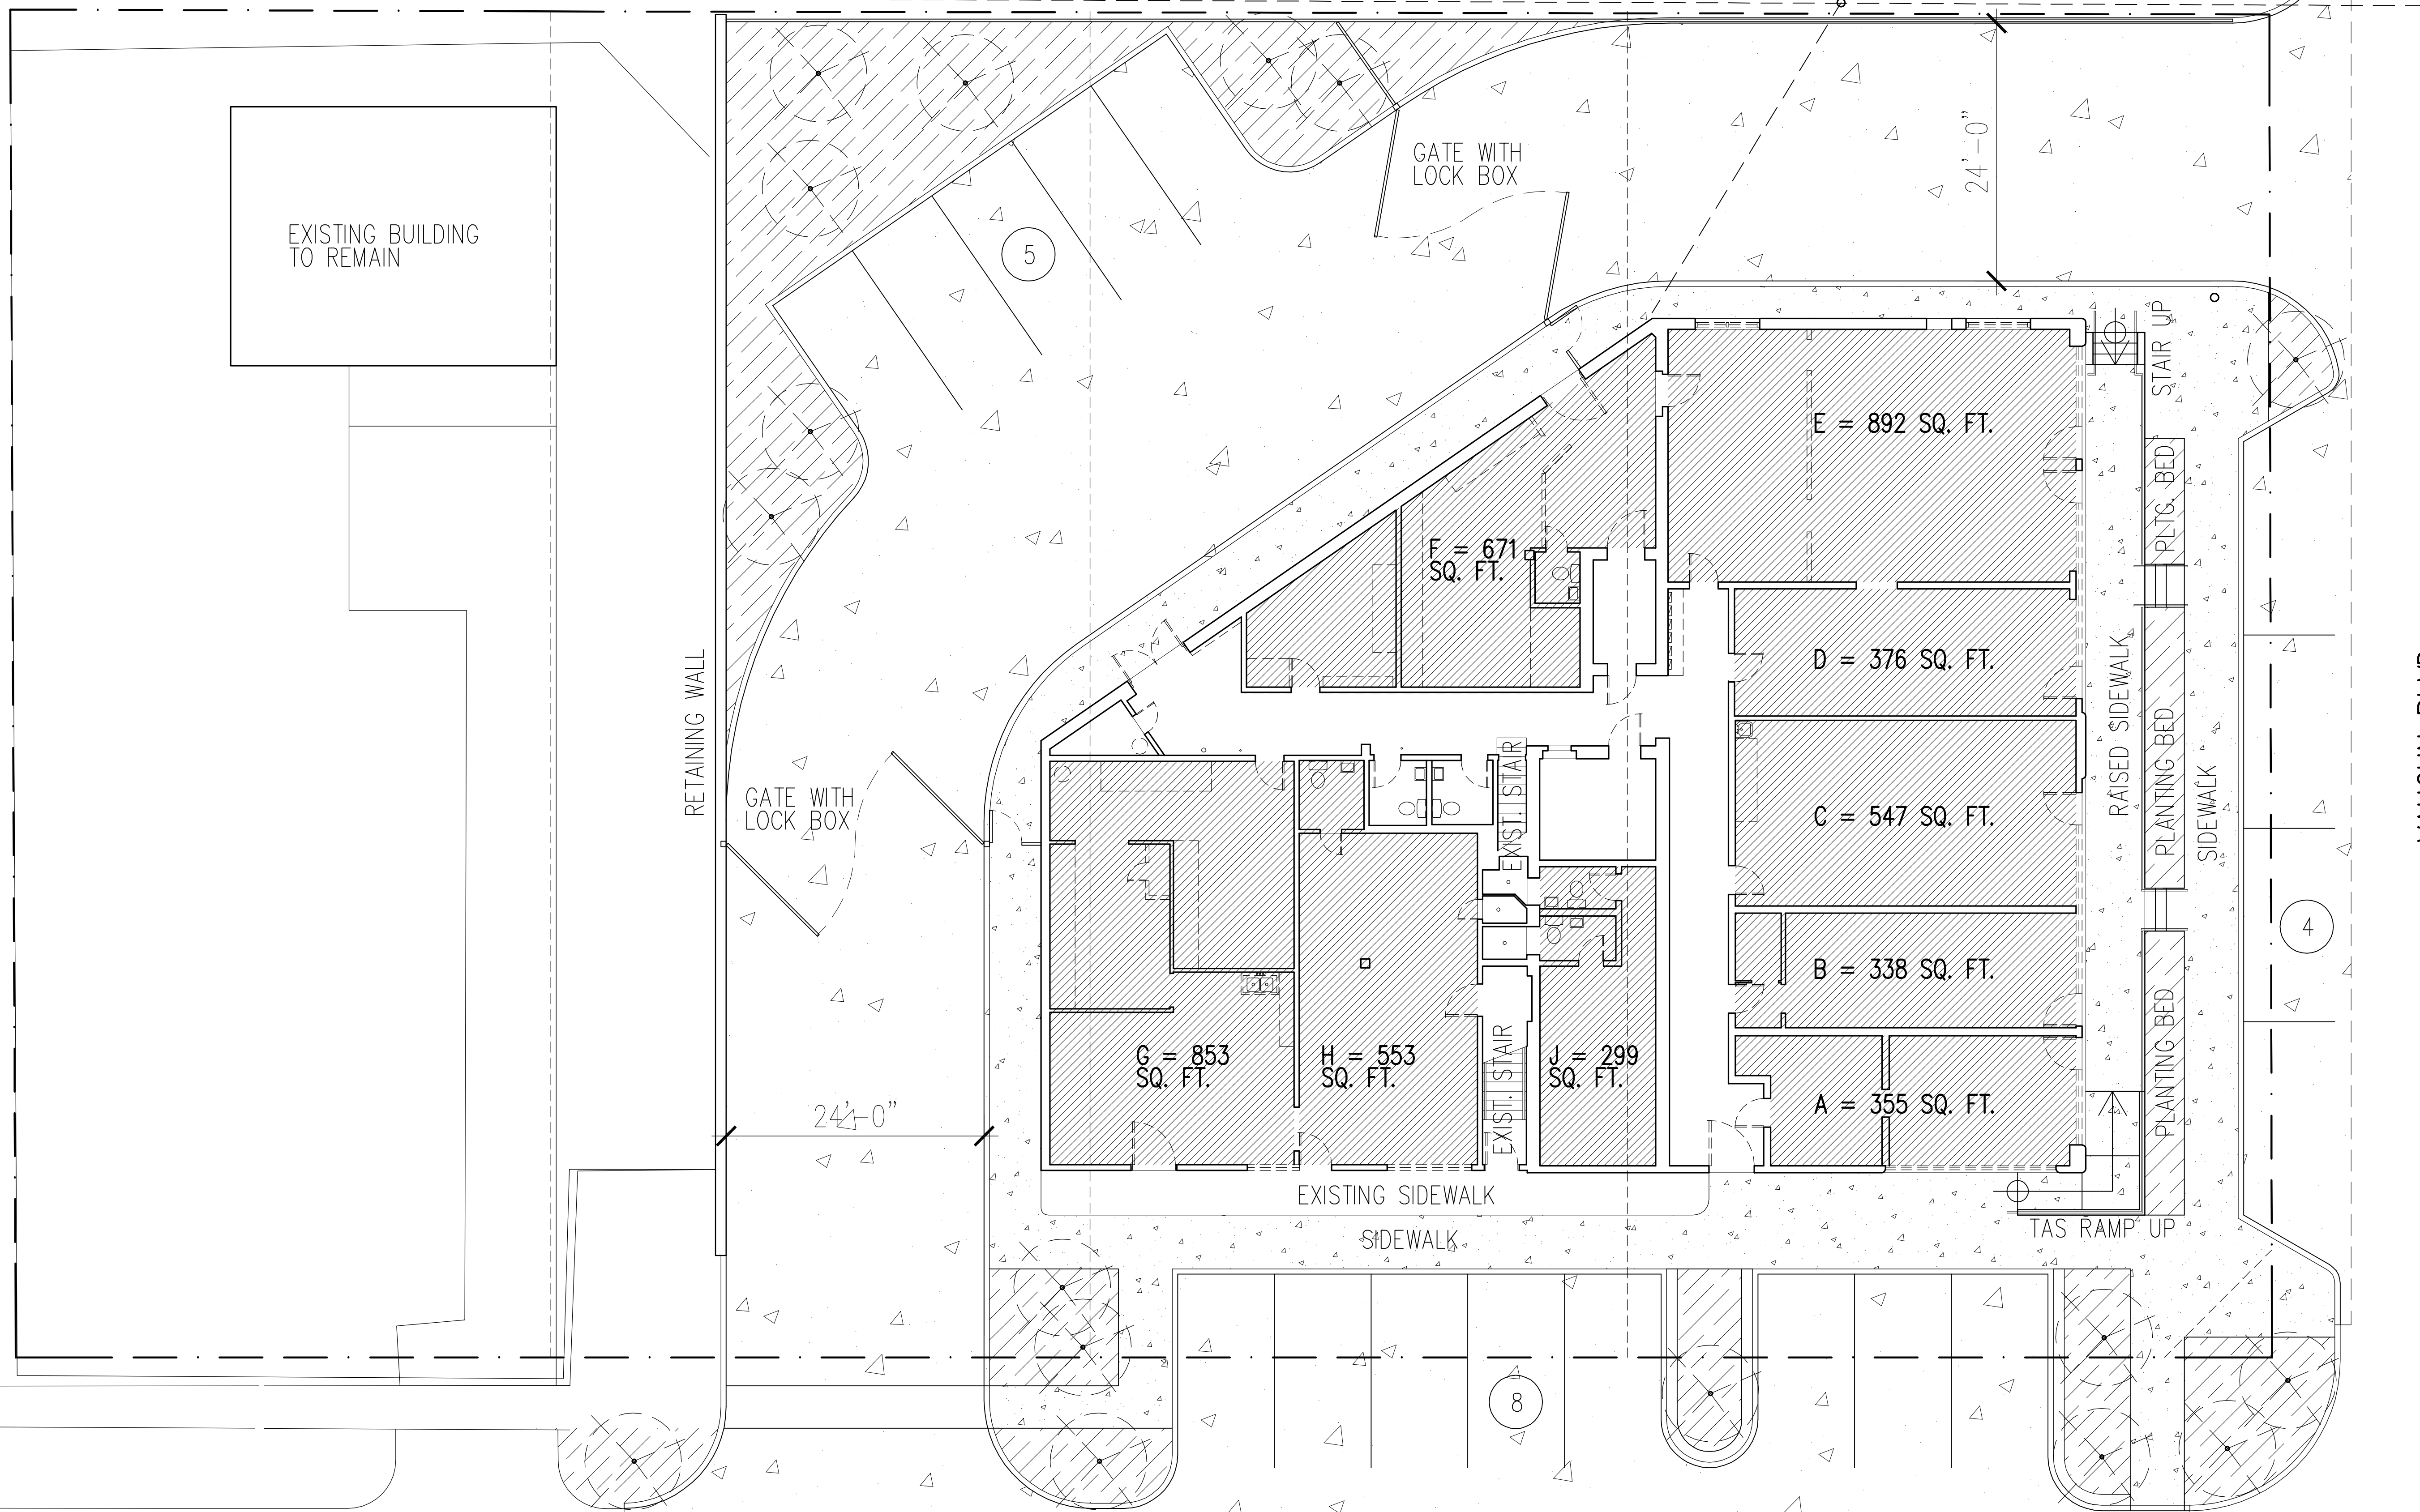 24'-0"
GATE WITH
LOCK BOX
EXISTING BUILDING
TO REMAIN
5
STAIR UP
E = 892 SQ. FT.
PLTG. BED
F = 671
SQ. FT.
D = 376 SQ. FT.
RETAINING WALL
RAISED SIDEWALK
PLANTING BED
SIDEWALK
GATE WITH
LOCK BOX
EXIST. STAIR
C = 547 SQ. FT.
4
B = 338 SQ. FT.
G = 853
SQ. FT.
H = 553
SQ. FT.
EXIST. STAIR
J = 299
SQ. FT.
PLANTING BED
A = 355 SQ. FT.
24'-0"
EXISTING SIDEWALK
SIDEWALK
TAS RAMP UP
8